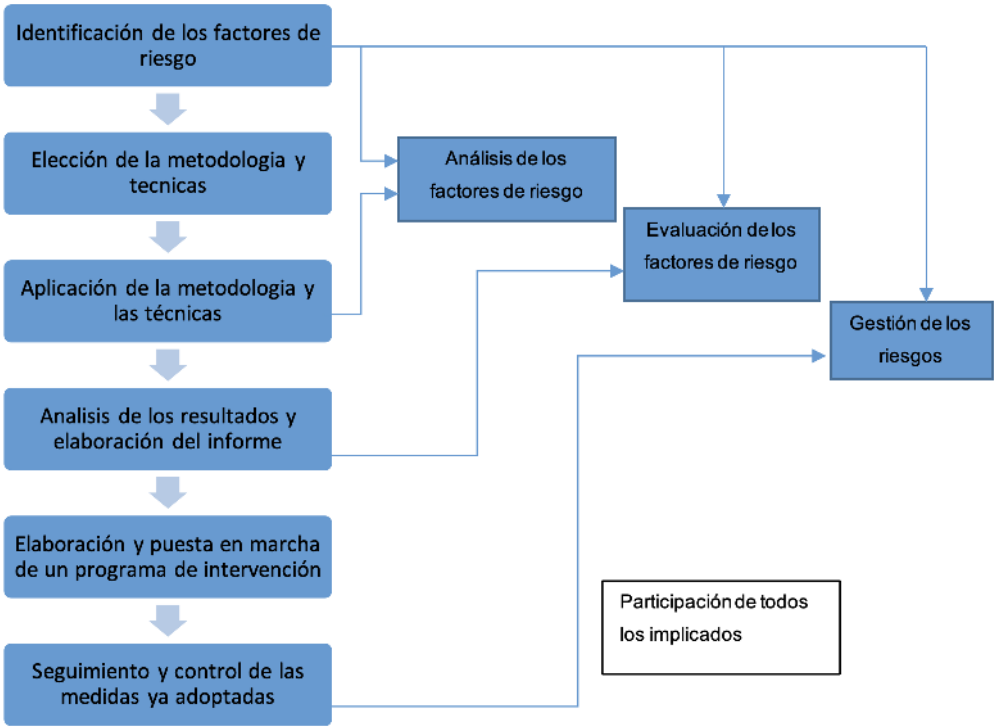 Identificación de los factores de
riesgo
Elección de la metodologia y
tecnicas
Aplicación de la metodologia y
las técnicas
Analisis de los resultados y
elaboración del informe
Elaboración y puesta en marcha
de un programa de intervención
Seguimiento y control de las
medidas ya adoptadas
Análisis de los
factores de riesgo
Evaluación de los
factores de riesgo
Gestión de los
riesgos
Participación de todos
los implicados